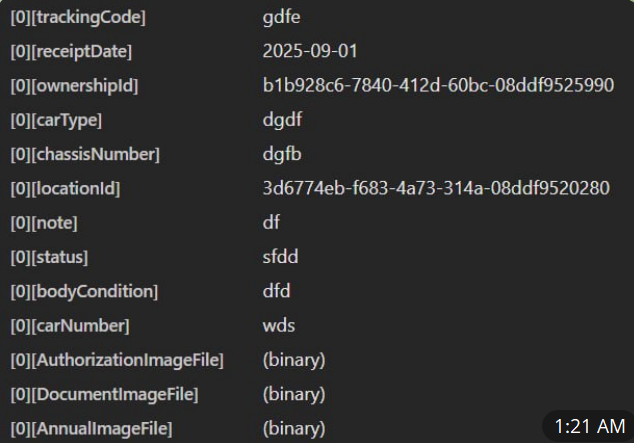 [0][trackingCode] gdfe
[0][receiptDate] 2025-09-01
[0][ownershipId] b1b928c6-7840-412d-60bc-08ddf9525990
[0][carType] dgdf
[0][chassisNumber] dgfb
[0][locationId] 3d6774eb-f683-4a73-314a-08ddf9520280
[0][note] df
[0][status] sfdd
[0][bodyCondition] dfd
[0][carNumber] wds
[0][AuthorizationImageFile] (binary)
[0][DocumentImageFile] (binary)
[0][AnnualImageFile] (binary)
1:21 AM